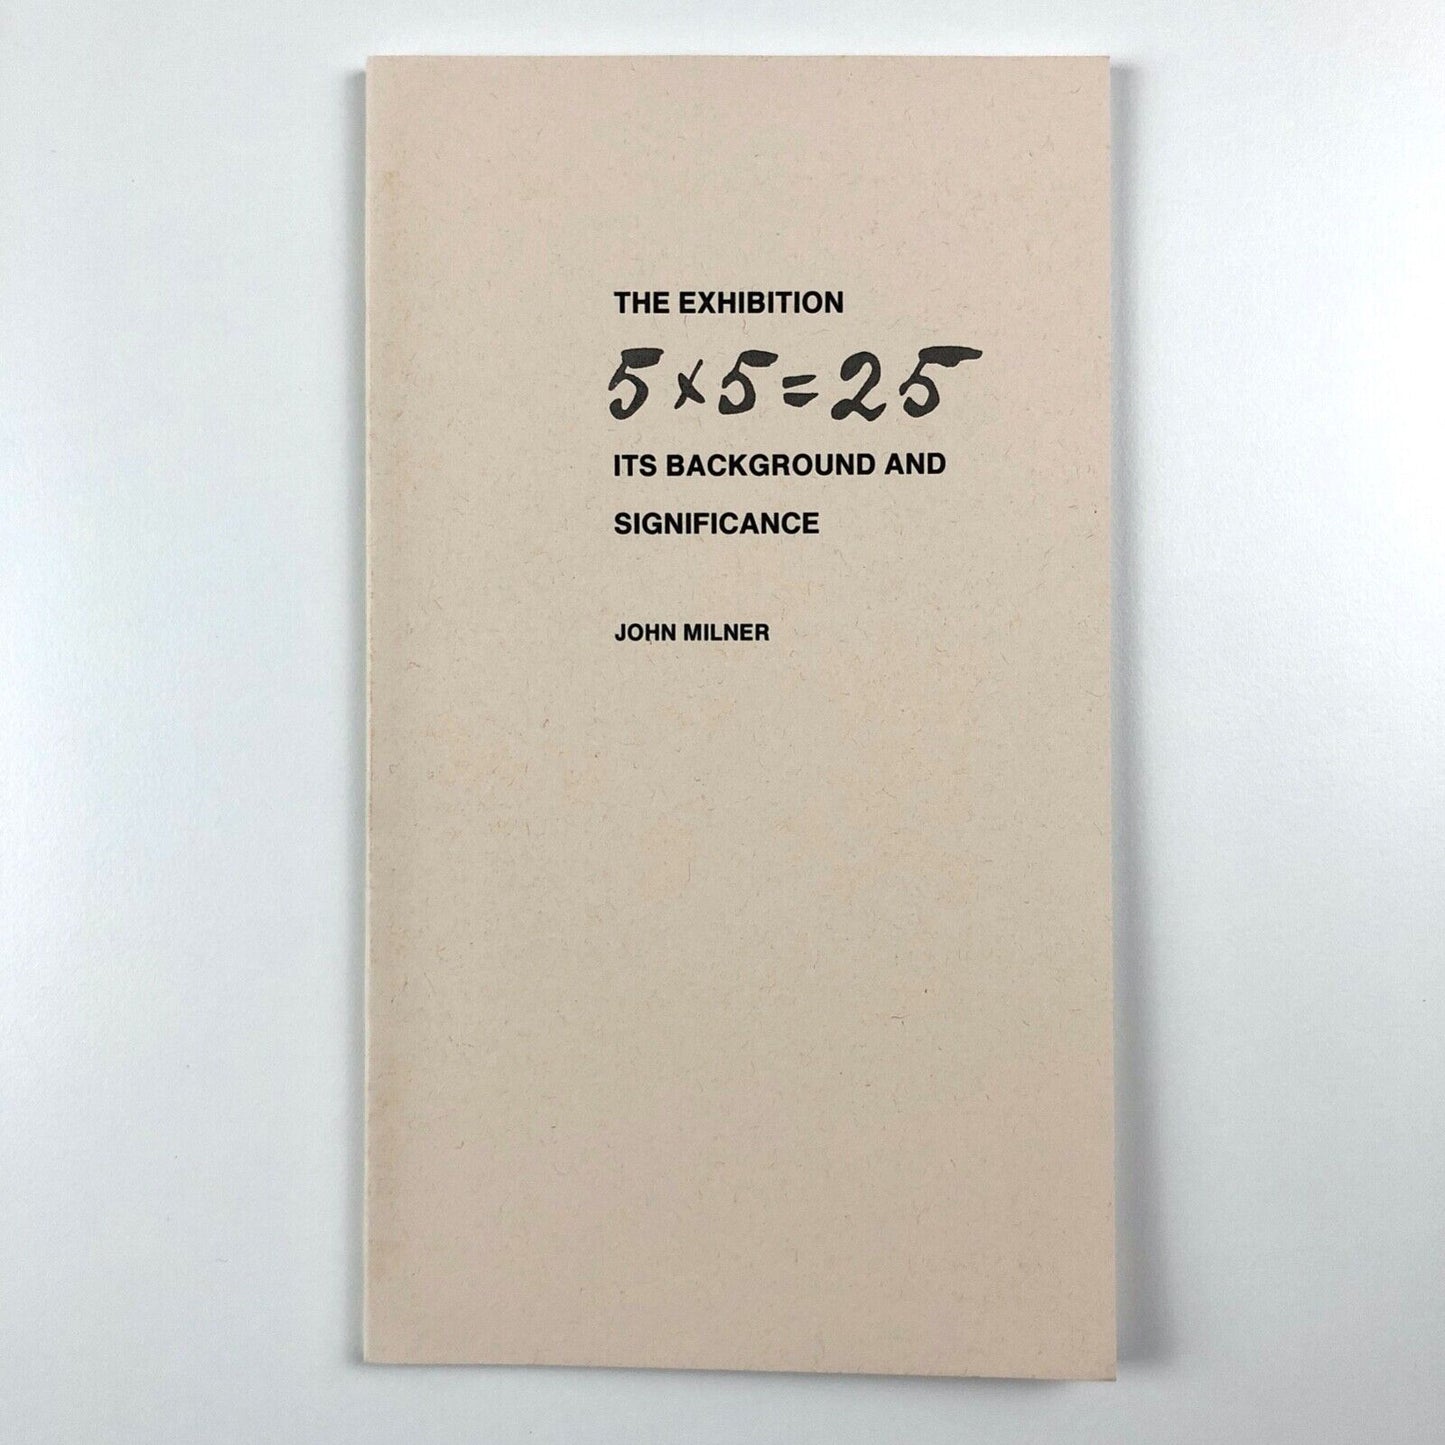 THE EXHIBITION
5×5=25
ITS BACKGROUND AND
SIGNIFICANCE
JOHN MILNER